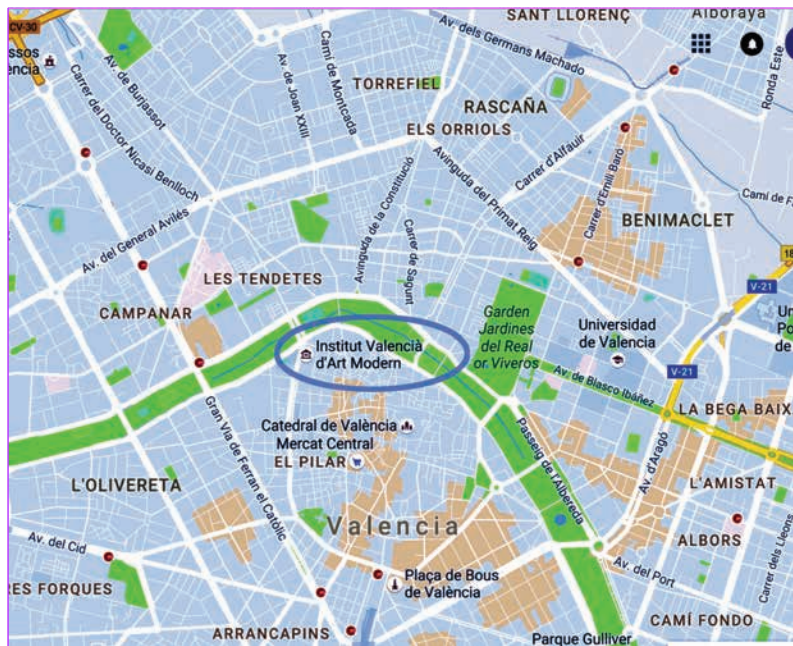 CV-30
SANT LLORENÇ
Alboraya
Av. dels Germans Machado
Ronda Este
Av. de Burjassot
Carrer del Doctor Nicasi Benlloch
Av. de Joan XXIII
Camí de Montcada
TORREFIEL
RASCAÑA
ELS ORRIOLS
Carrer d'Alfauir
Carrer d'Emili Baró
Avinguda del Primat Reig
Avinguda de la Constitució
Carrer de Sagunt
BENIMACLET
Av. del General Avilés
LES TENDETES
CAMPANAR
V-21
Garden
Jardines
del Real
or Viveros
Universidad
de Valencia
Institut Valencià
d'Art Modern
V-21
Av. de Blasco Ibáñez
LA BEGA BAIX
Gran Via de Ferran el Catòlic
Catedral de València
Mercat Central
EL PILAR
Passeig de l'Albereda
Av. d'Aragó
L'OLIVERETA
L'AMISTAT
Valencia
Av. del Cid
ALBORS
Carrer dels Lleons
Av. del Port
RES FORQUES
Plaça de Bous
de València
CAMÍ FONDO
ARRANCAPINS
Parque Gulliver